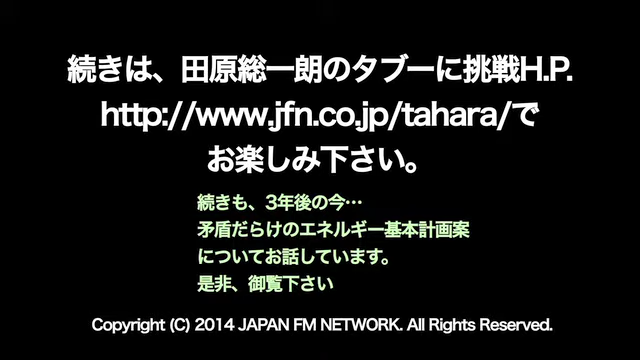 続きは、田原総一朗のタブーに挑戦H.P.
http://www.jfn.co.jp/tahara/で
お楽しみ下さい。
続きも、3年後の今…
矛盾だらけのエネルギー基本計画案
についてお話しています。
是非、御覧下さい
Copyright (C) 2014 JAPAN FM NETWORK. All Rights Reserved.